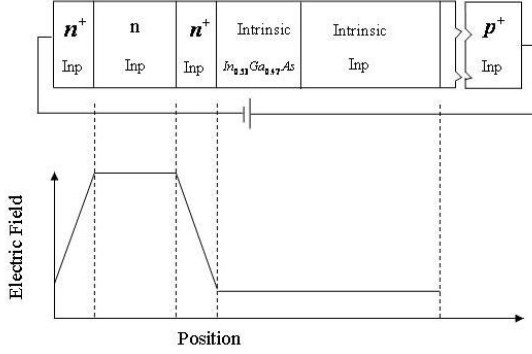 n+ n n+ Intrinsic Intrinsic p+
Inp Inp Inp In0.53Ga0.47As Inp Inp
Electric Field
Position